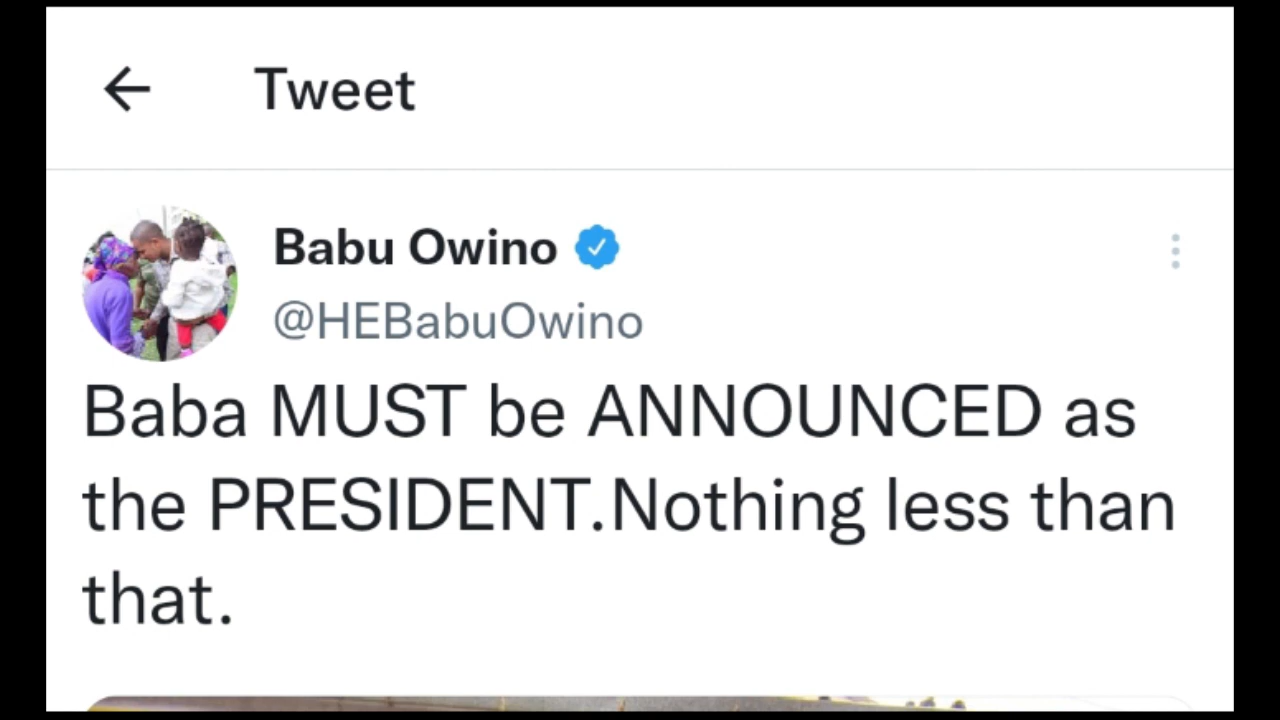 Tweet
Babu Owino
@HEBabuOwino
Baba MUST be ANNOUNCED as
the PRESIDENT.Nothing less than
that.